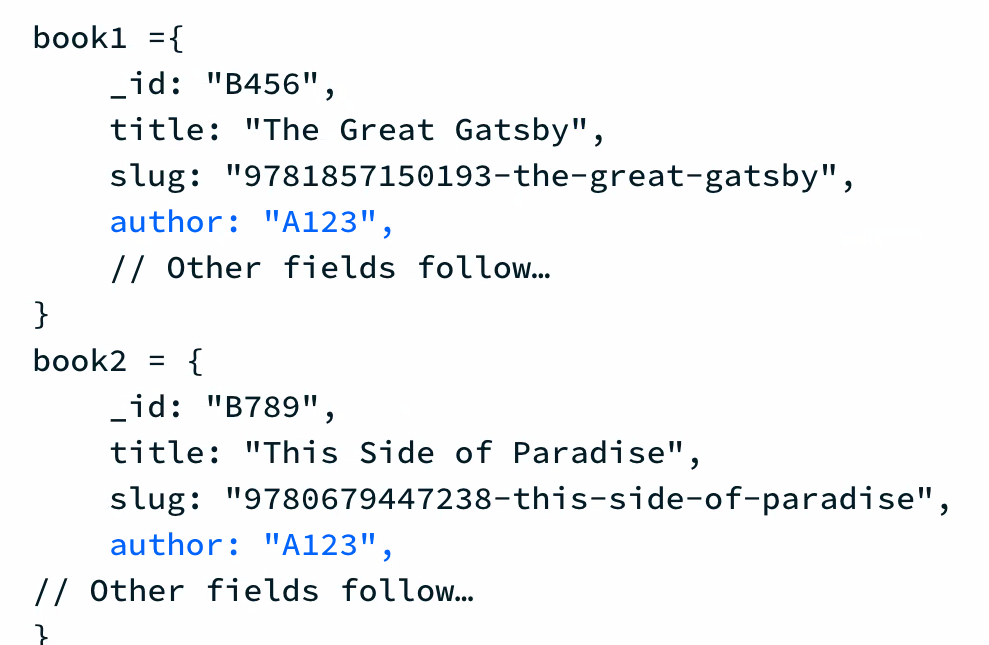 book1 ={
_id: "B456",
title: "The Great Gatsby",
slug: "9781857150193-the-great-gatsby",
author: "A123",
// Other fields follow…
}
book2 = {
_id: "B789",
title: "This Side of Paradise",
slug: "9780679447238-this-side-of-paradise",
author: "A123",
// Other fields follow…
}